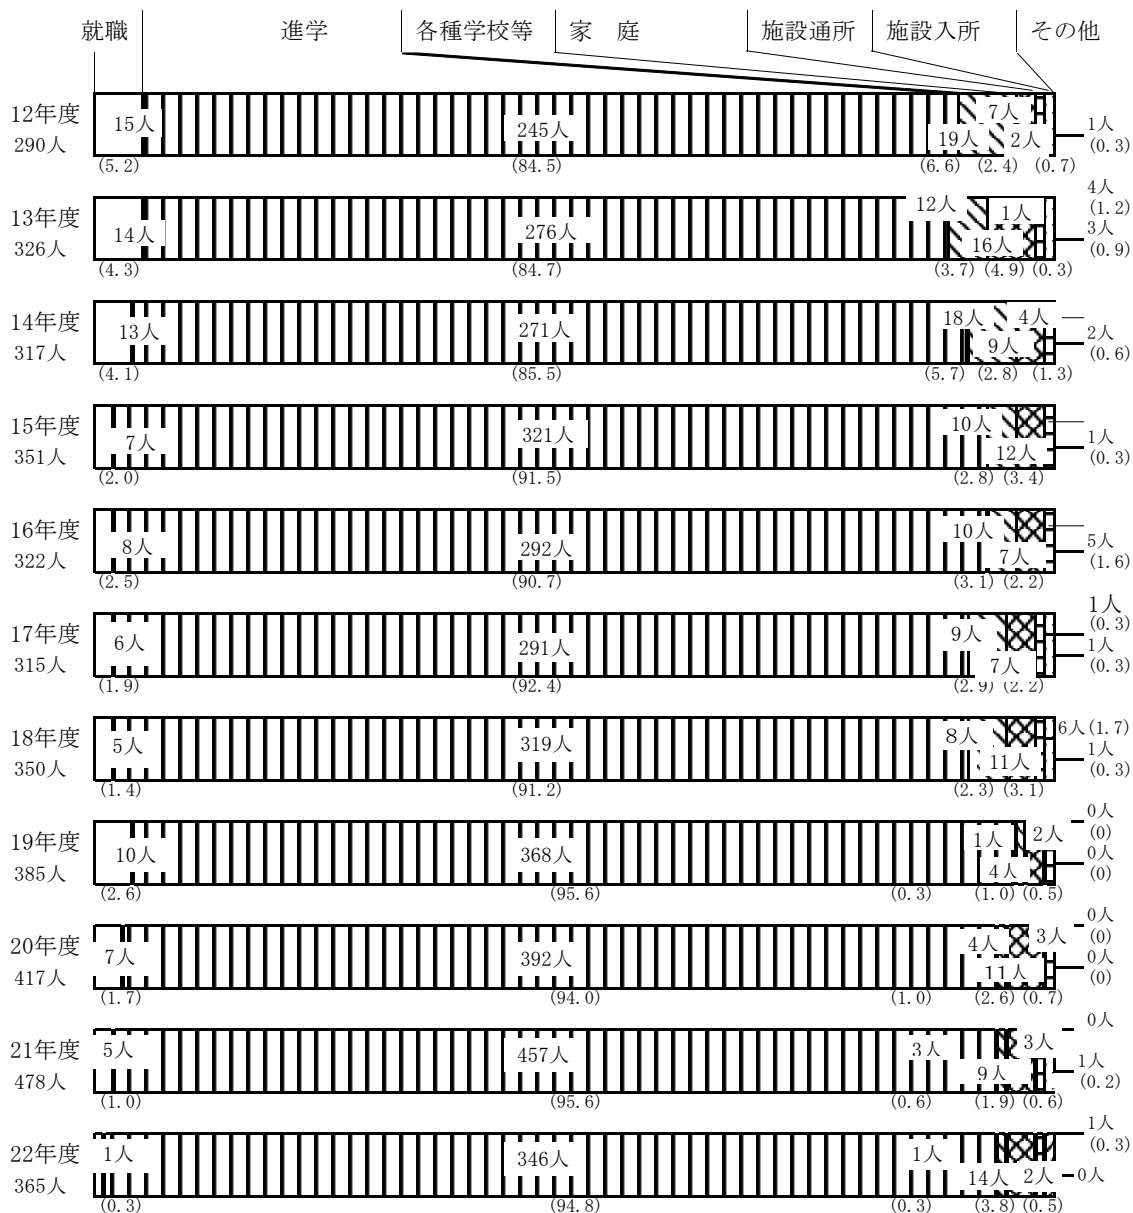 就職 進学 各種学校等 家 庭 施設通所 施設入所 その他
12年度 15人 245人 19人 7人 2人 1人
290人 (0.3)
(5.2) (84.5) (6.6) (2.4) (0.7)
4人
13年度 14人 276人 12人 16人 1人 (1.2)
326人 3人
(0.9)
(4.3) (84.7) (3.7) (4.9) (0.3)
14年度 13人 271人 18人 9人 4人 2人
317人 (0.6)
(4.1) (85.5) (5.7) (2.8) (1.3)
15年度 7人 321人 10人 12人 1人
351人 (0.3)
(2.0) (91.5) (2.8) (3.4)
16年度 8人 292人 10人 7人 5人
322人 (1.6)
(2.5) (90.7) (3.1) (2.2)
1人
17年度 6人 291人 9人 7人 (0.3)
315人 1人
(0.3)
(1.9) (92.4) (2.9) (2.2)
18年度 5人 319人 8人 11人 6人(1.7)
350人 1人
(0.3)
(1.4) (91.2) (2.3) (3.1)
0人
19年度 10人 368人 1人 4人 2人 (0)
385人 0人
(0)
(2.6) (95.6) (0.3) (1.0) (0.5)
0人
20年度 7人 392人 4人 11人 3人 (0)
417人 0人
(0)
(1.7) (94.0) (1.0) (2.6) (0.7)
0人
21年度 5人 457人 3人 9人 3人 1人
478人 (0.2)
(1.0) (95.6) (0.6) (1.9) (0.6)
1人
22年度 1人 346人 1人 14人 2人 (0.3)
365人 0人
(0.3) (94.8) (0.3) (3.8) (0.5)